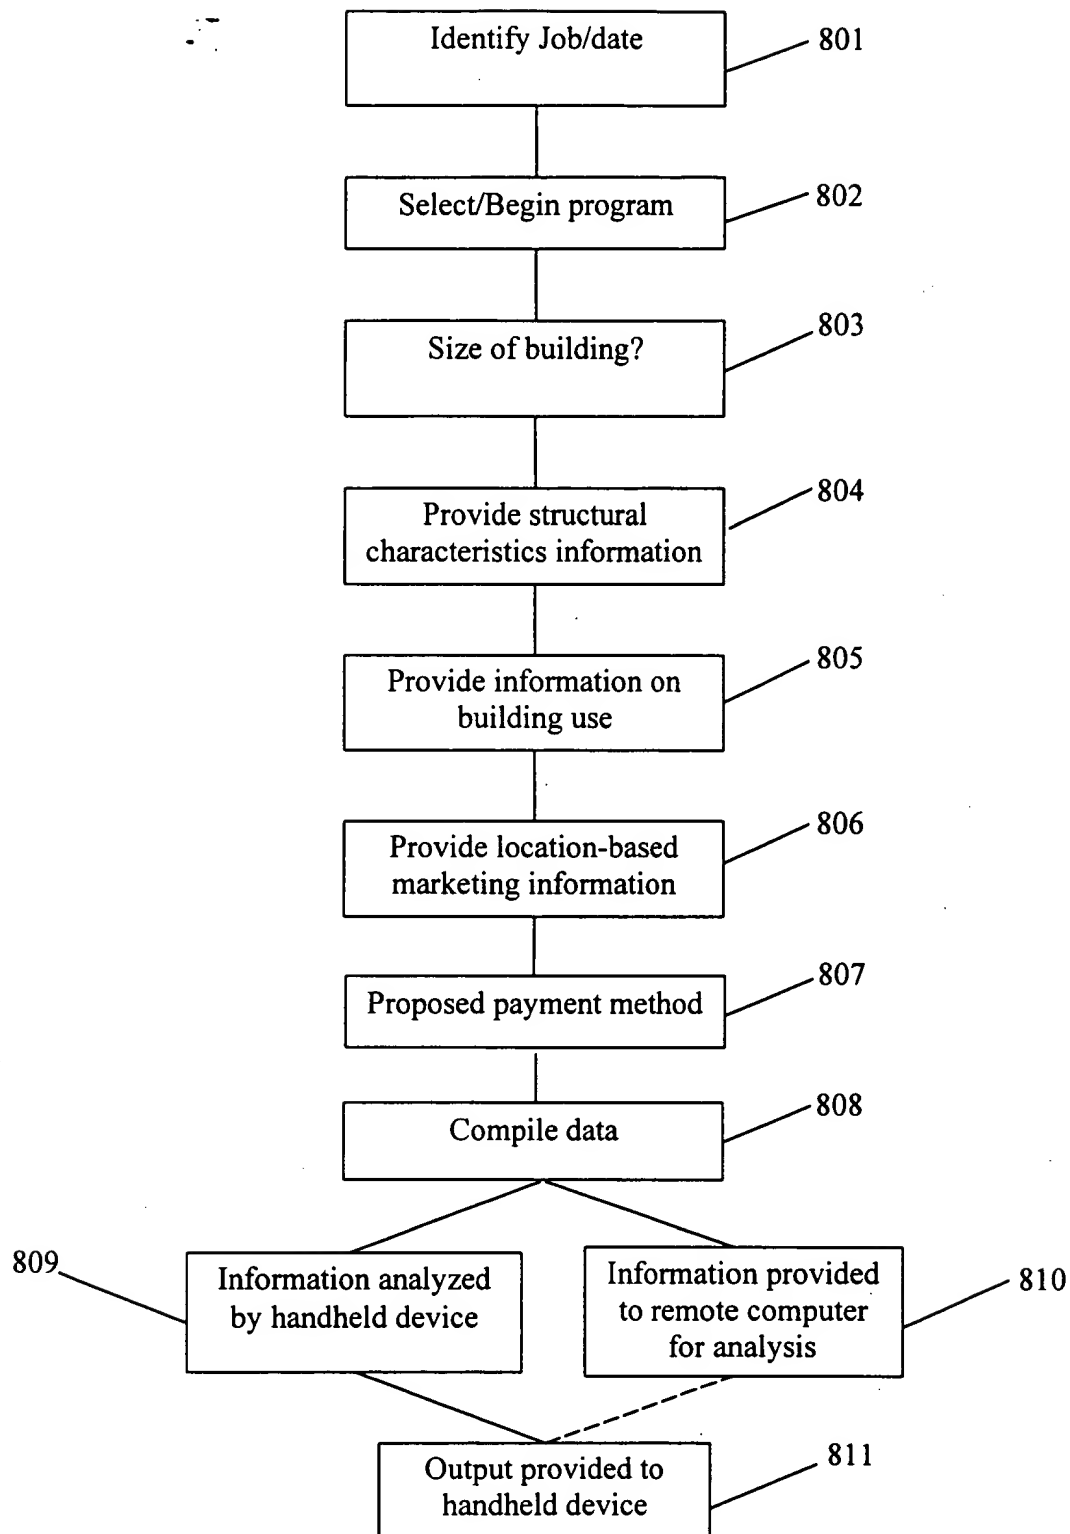 Identify Job/date
801
Select/Begin program
802
Size of building?
803
Provide structural
characteristics information
804
Provide information on
building use
805
Provide location-based
marketing information
806
Proposed payment method
807
Compile data
808
809
Information analyzed
by handheld device
Information provided
to remote computer
for analysis
810
Output provided to
handheld device
811